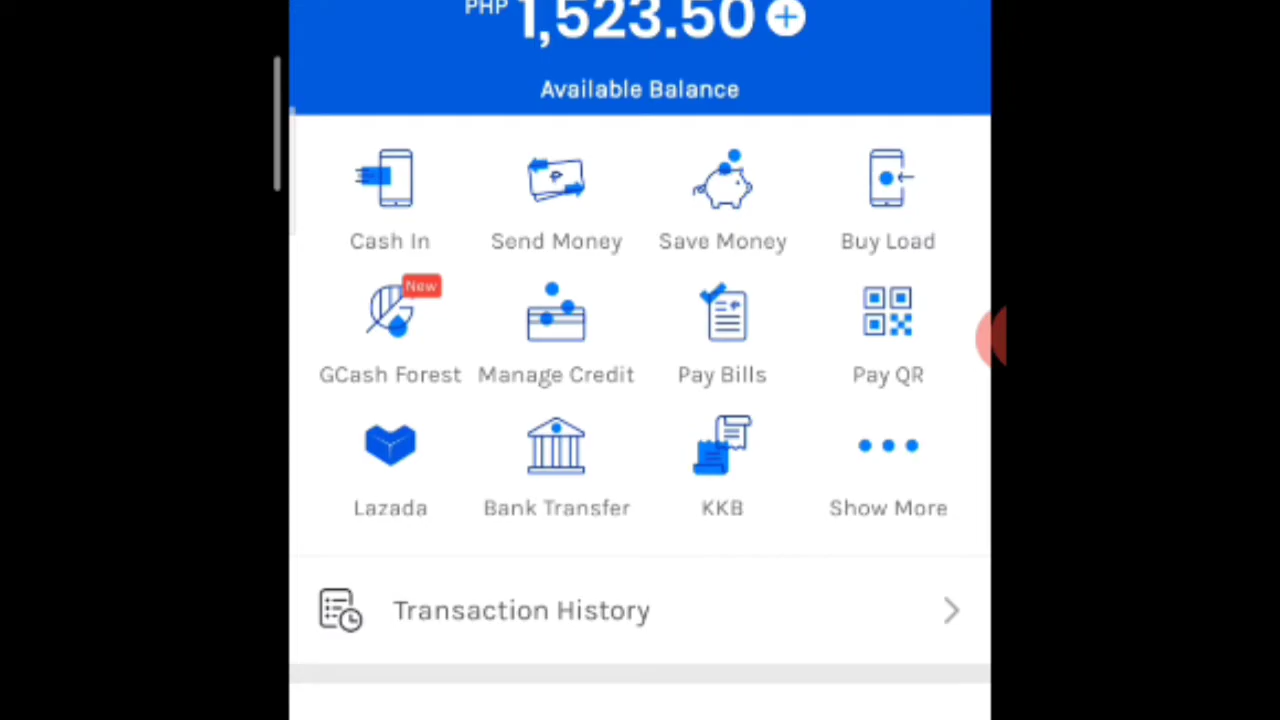 PHP 1,523.50
Available Balance
Cash In Send Money Save Money Buy Load
New
GCash Forest Manage Credit Pay Bills Pay QR
Lazada Bank Transfer KKB Show More
Transaction History